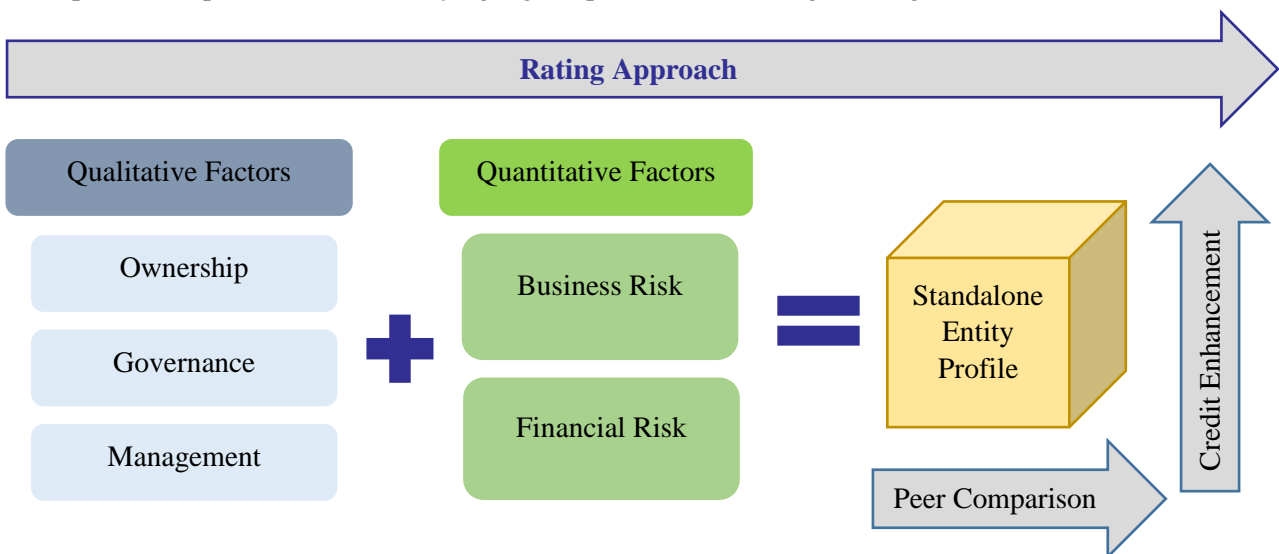 Rating Approach
Qualitative Factors
Quantitative Factors
Ownership
Governance
Management
Business Risk
Financial Risk
Standalone
Entity
Profile
Peer Comparison
Credit Enhancement